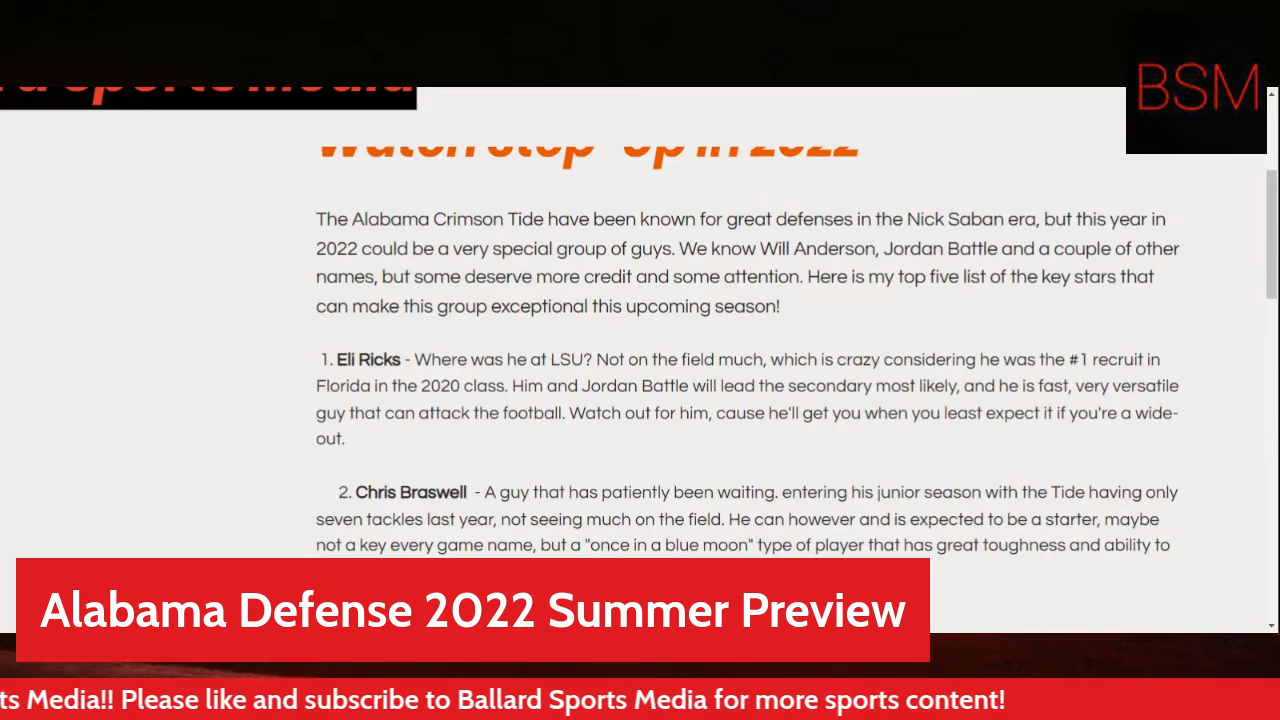 BSM
Sports Media
Watch Step-Up in 2022
The Alabama Crimson Tide have been known for great defenses in the Nick Saban era, but this year in
2022 could be a very special group of guys. We know Will Anderson, Jordan Battle and a couple of other
names, but some deserve more credit and some attention. Here is my top five list of the key stars that
can make this group exceptional this upcoming season!
1. Eli Ricks - Where was he at LSU? Not on the field much, which is crazy considering he was the #1 recruit in
Florida in the 2020 class. Him and Jordan Battle will lead the secondary most likely, and he is fast, very versatile
guy that can attack the football. Watch out for him, cause he'll get you when you least expect it if you're a wide-
out.
2. Chris Braswell - A guy that has patiently been waiting. entering his junior season with the Tide having only
seven tackles last year, not seeing much on the field. He can however and is expected to be a starter, maybe
not a key every game name, but a "once in a blue moon" type of player that has great toughness and ability to
Alabama Defense 2022 Summer Preview
ts Media!! Please like and subscribe to Ballard Sports Media for more sports content!